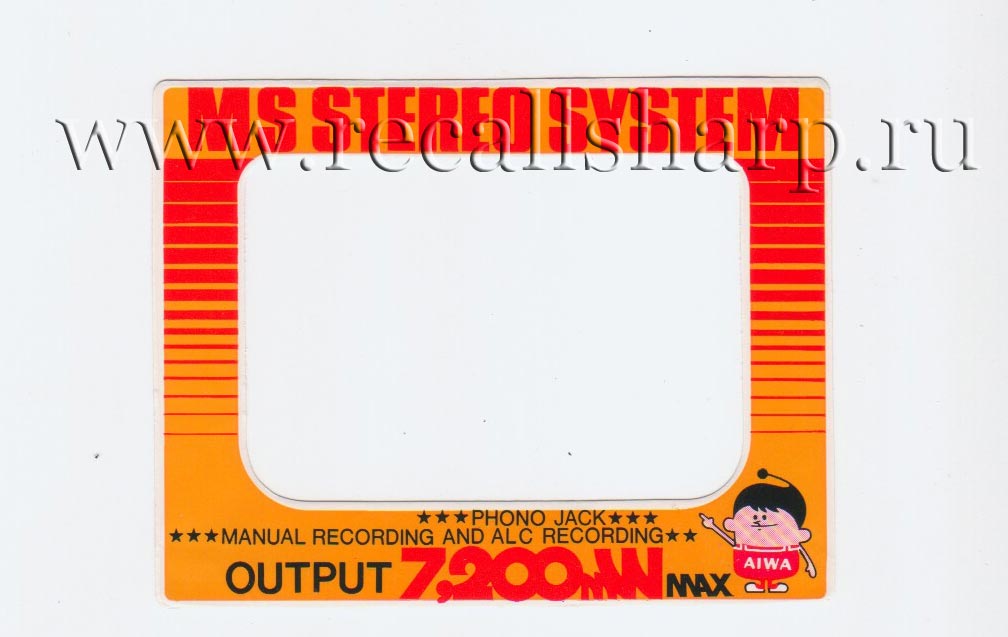 MS STEREO SYSTEM
www.recallsharp.ru
★★★PHONO JACK★★★
★★★MANUAL RECORDING AND ALC RECORDING★★
OUTPUT 7,200mW MAX
AIWA